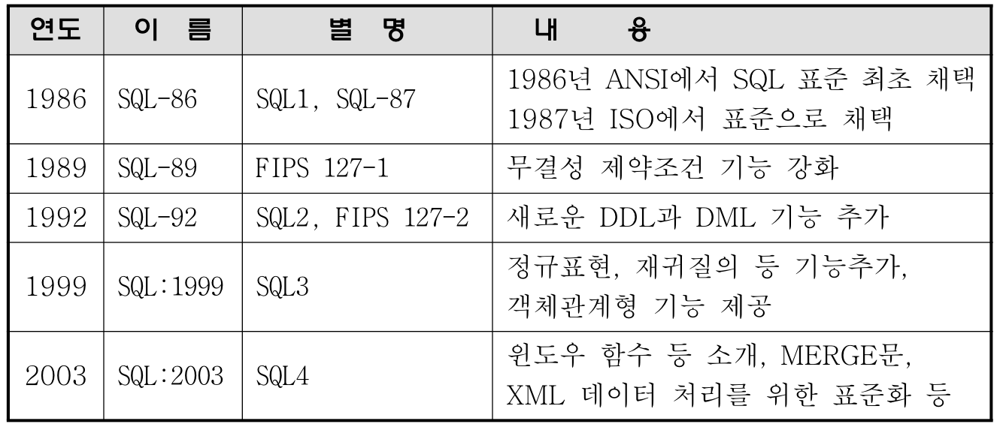 연도 이 름 별 명 내 용
1986 SQL-86 SQL1, SQL-87 1986년 ANSI에서 SQL 표준 최초 채택
1987년 ISO에서 표준으로 채택
1989 SQL-89 FIPS 127-1 무결성 제약조건 기능 강화
1992 SQL-92 SQL2, FIPS 127-2 새로운 DDL과 DML 기능 추가
1999 SQL:1999 SQL3 정규표현, 재귀질의 등 기능추가,
객체관계형 기능 제공
2003 SQL:2003 SQL4 윈도우 함수 등 소개, MERGE문,
XML 데이터 처리를 위한 표준화 등